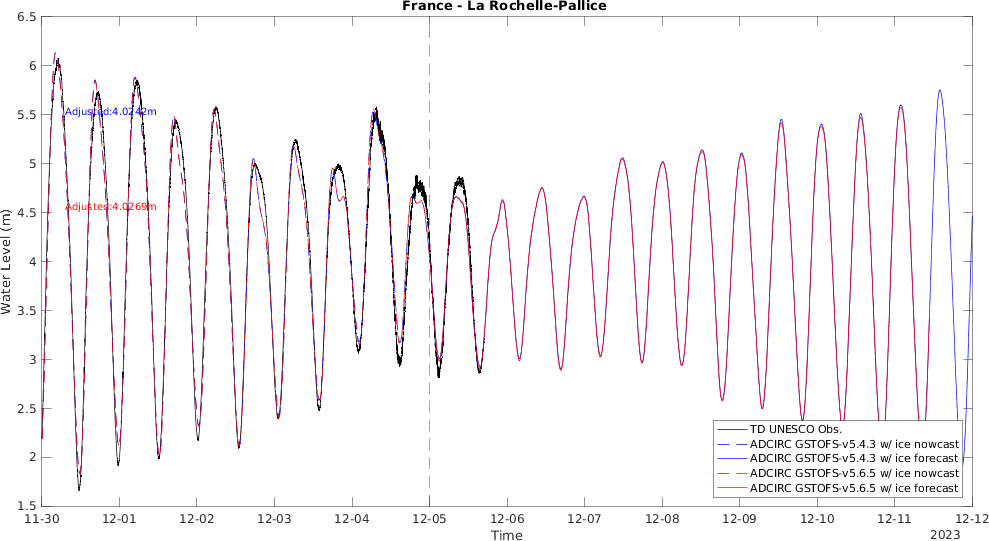 France - La Rochelle-Pallice
6.5
6
5.5
5
4.5
4
3.5
3
2.5
2
1.5
Water Level (m)
Adjusted:4.0242m
Adjusted:4.0269m
TD UNESCO Obs.
ADCIRC GSTOFS-v5.4.3 w/ ice nowcast
ADCIRC GSTOFS-v5.4.3 w/ ice forecast
ADCIRC GSTOFS-v5.6.5 w/ ice nowcast
ADCIRC GSTOFS-v5.6.5 w/ ice forecast
11-30 12-01 12-02 12-03 12-04 12-05 12-06 12-07 12-08 12-09 12-10 12-11 12-12
Time
2023